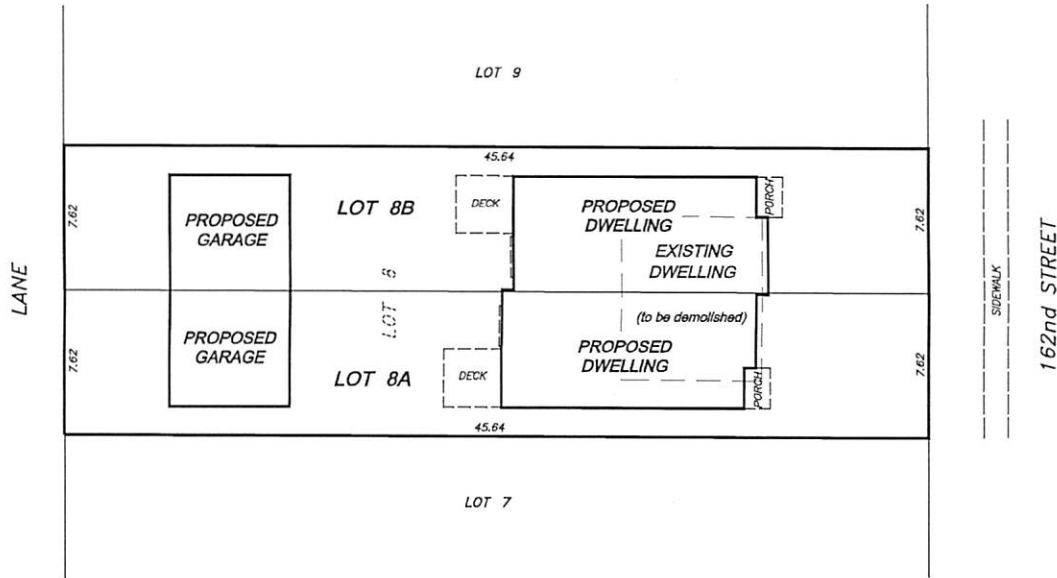 LOT 9
45.64
7.62
PROPOSED
GARAGE
LOT 8B
DECK
PROPOSED
DWELLING
PORCH
7.62
EXISTING
DWELLING
LANE
LOT 8
SIDEWALK
162nd STREET
(to be demolished)
7.62
PROPOSED
GARAGE
LOT 8A
DECK
PROPOSED
DWELLING
PORCH
7.62
45.64
LOT 7